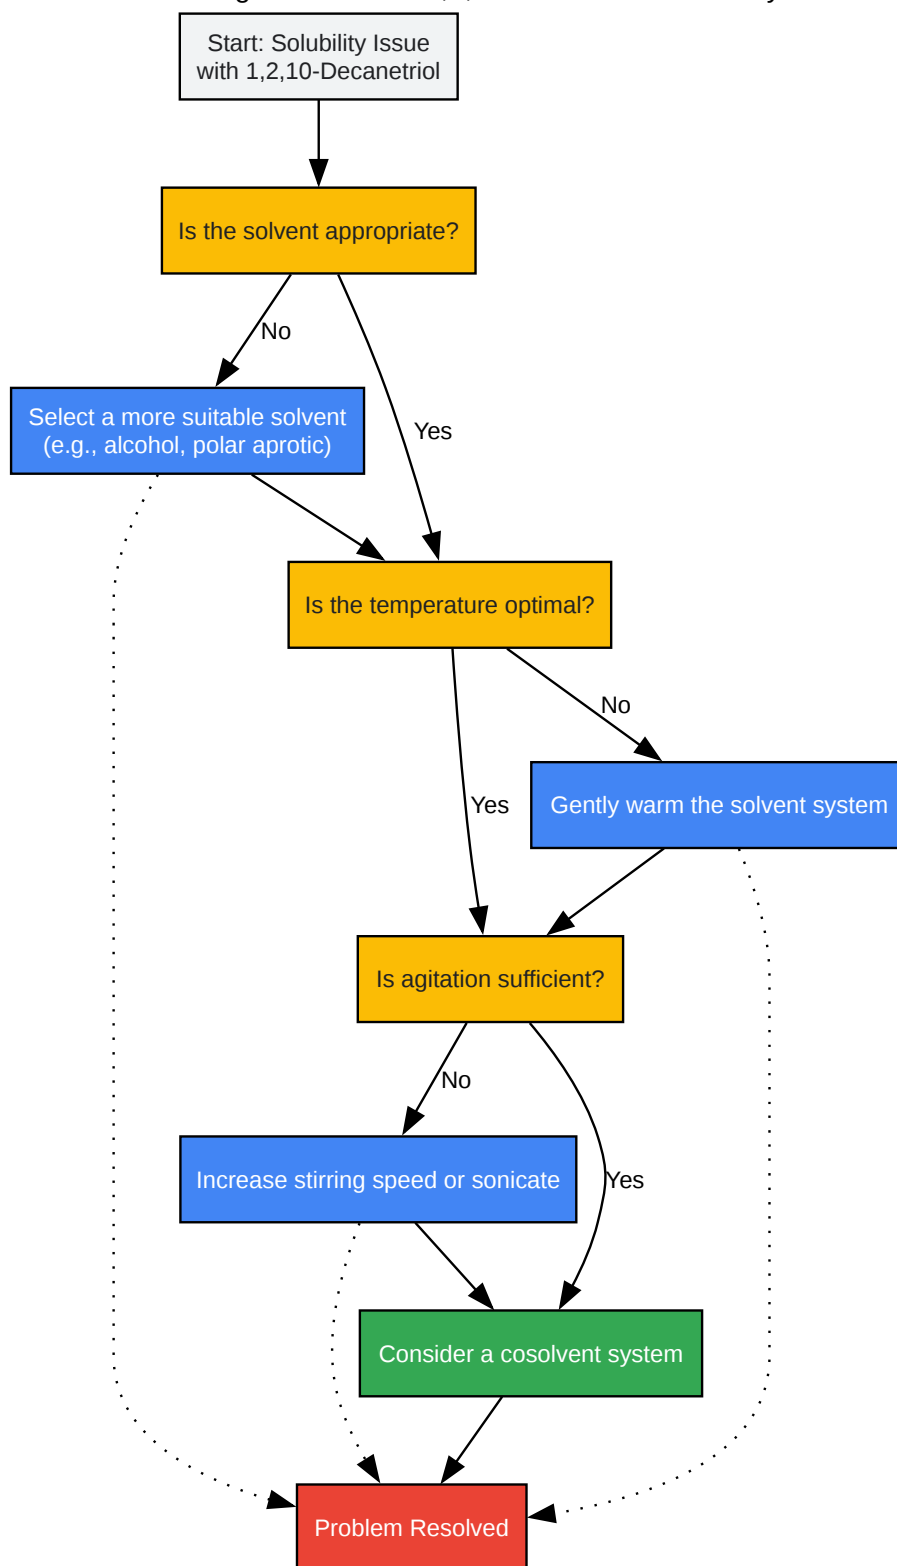 Start: Solubility Issue
with 1,2,10-Decanetriol
Is the solvent appropriate?
No
Select a more suitable solvent
(e.g., alcohol, polar aprotic)
Yes
Is the temperature optimal?
No
Yes
Gently warm the solvent system
Is agitation sufficient?
No
Increase stirring speed or sonicate
Yes
Consider a cosolvent system
Problem Resolved